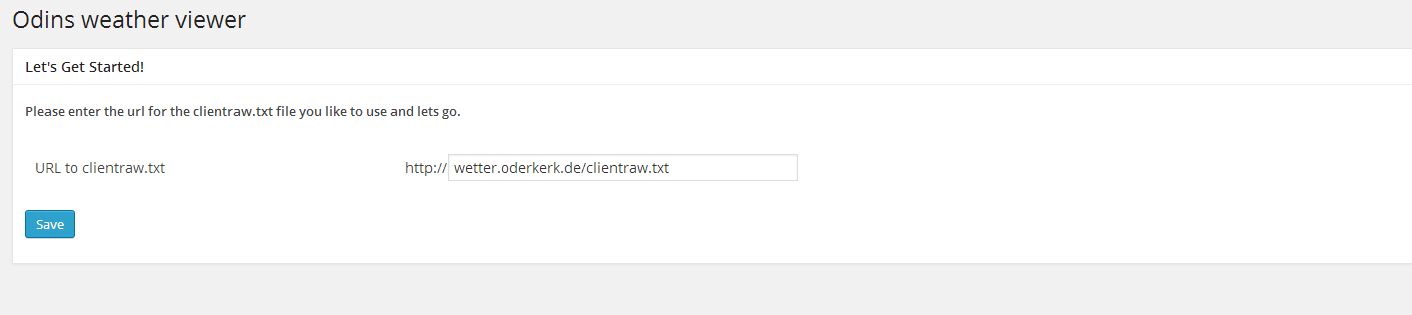 Odins weather viewer
Let's Get Started!
Please enter the url for the clientraw.txt file you like to use and lets go.
URL to clientraw.txt http:// wetter.oderkerk.de/clientraw.txt
Save